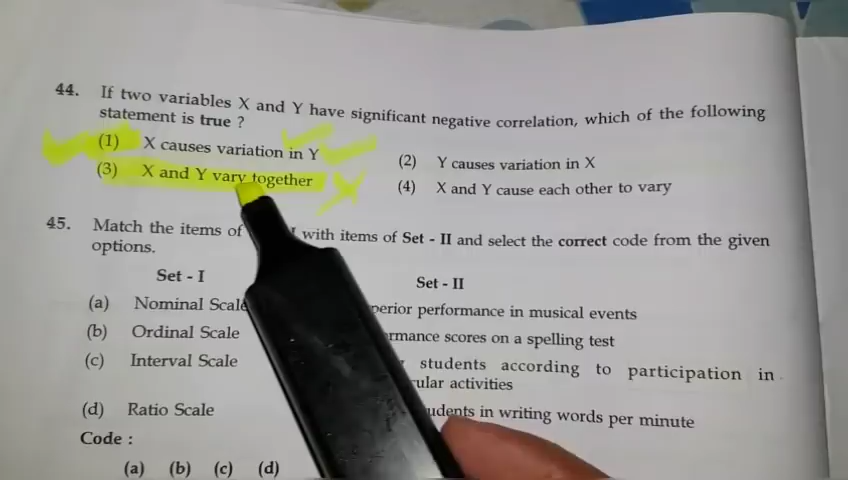 44. If two variables X and Y have significant negative correlation, which of the following
statement is true ?
(1) X causes variation in Y
(2) Y causes variation in X
(3) X and Y vary together
(4) X and Y cause each other to vary
45. Match the items of with items of Set - II and select the correct code from the given
options.
Set - I
Set - II
(a) Nominal Scale
perior performance in musical events
(b) Ordinal Scale
rmance scores on a spelling test
(c) Interval Scale
students according to participation in
ular activities
(d) Ratio Scale
udents in writing words per minute
Code :
(a) (b) (c) (d)